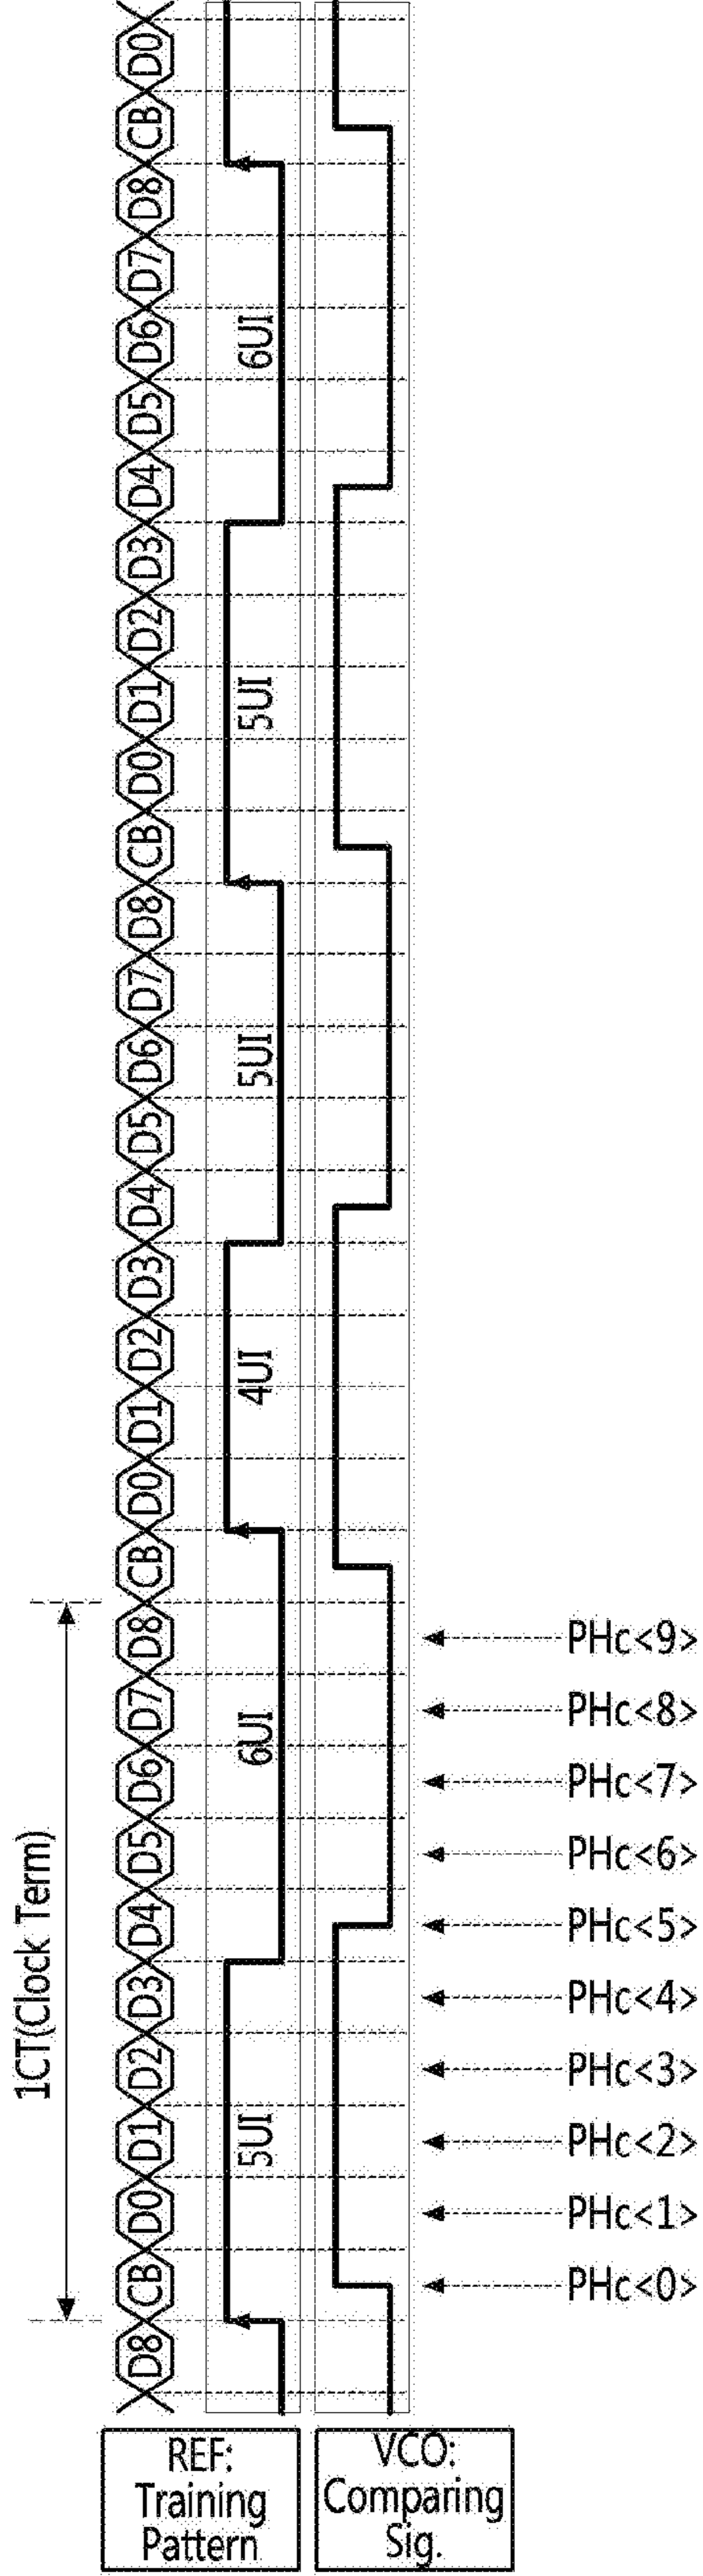 1CT(Clock Term)
D8 CB D0 D1 D2 D3 D4 D5 D6 D7 D8 CB D0 D1 D2 D3 D4 D5 D6 D7 D8 CB D0 D1 D2 D3 D4 D5 D6 D7 D8 CB D0
5UI 6UI 4UI 5UI 5UI 6UI
PHc<9>
PHc<8>
PHc<7>
PHc<6>
PHc<5>
PHc<4>
PHc<3>
PHc<2>
PHc<1>
PHc<0>
REF:
Training
Pattern
VCO:
Comparing
Sig.